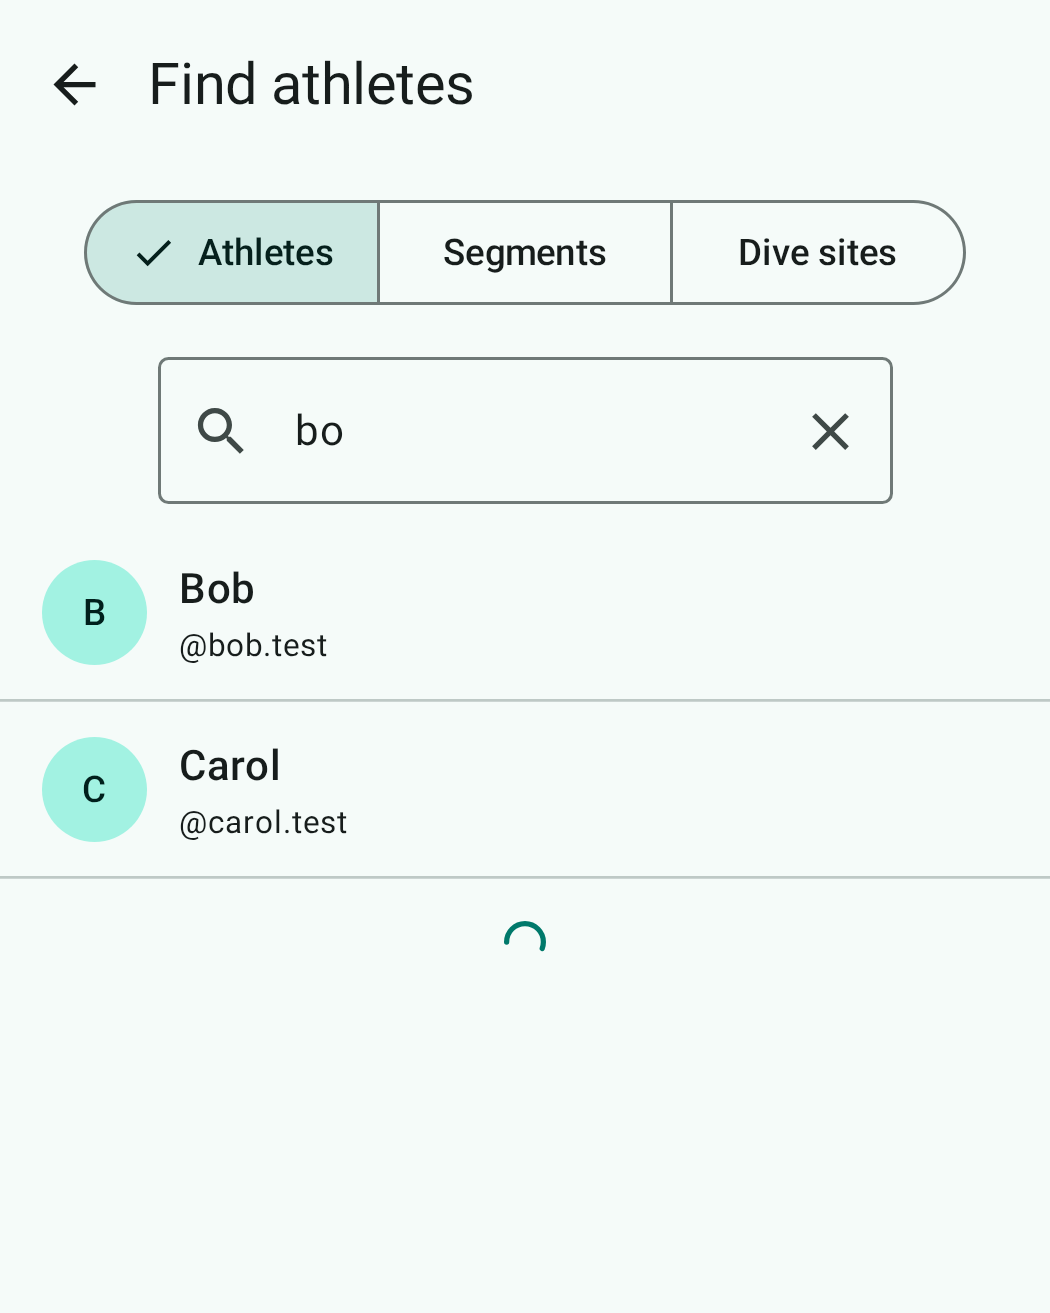 Find athletes
Athletes
Segments
Dive sites
bo
B
Bob
@bob.test
C
Carol
@carol.test